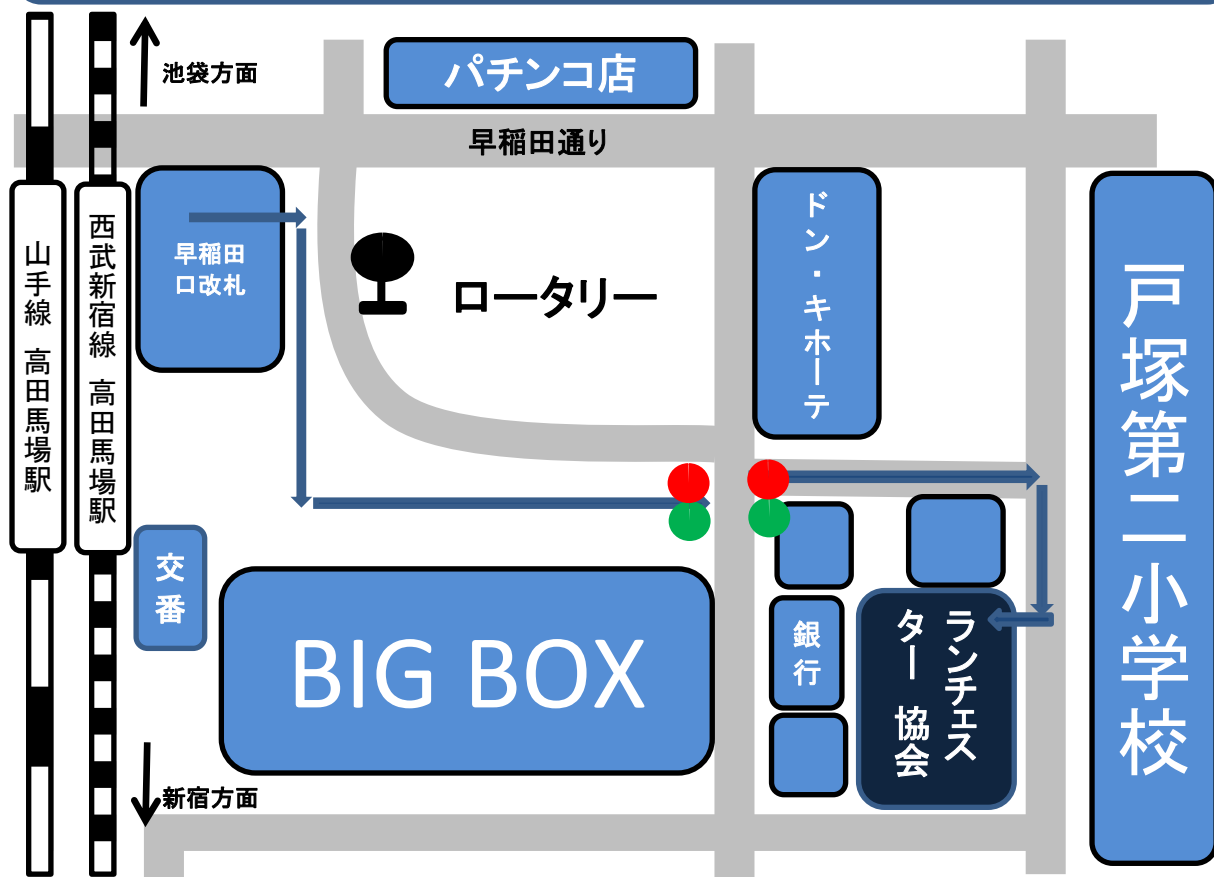 池袋方面
パチンコ店
早稲田通り
山手線 高田馬場駅
西武新宿線 高田馬場駅
早稲田
口改札
ロータリー
ドン・キホーテ
戸塚第二小学校
交番
BIG BOX
銀行
ランチェス
ター 協会
新宿方面